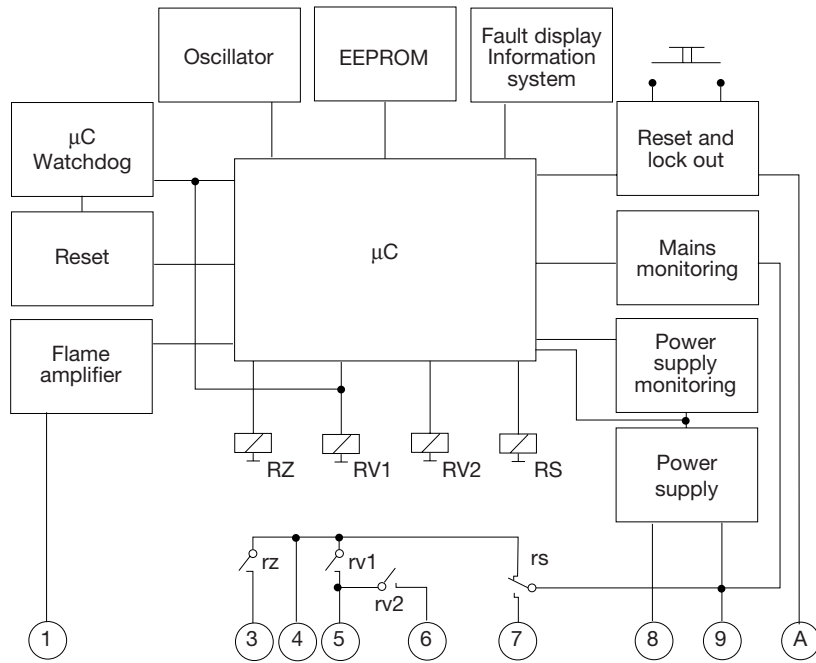 Oscillator
EEPROM
Fault display
Information
system
μC
Watchdog
Reset and
lock out
Reset
μC
Mains
monitoring
Flame
amplifier
Power
supply monitoring
RZ
RV1
RV2
RS
Power
supply
rz
rv1
rv2
rs
1
3
4
5
6
7
8
9
A